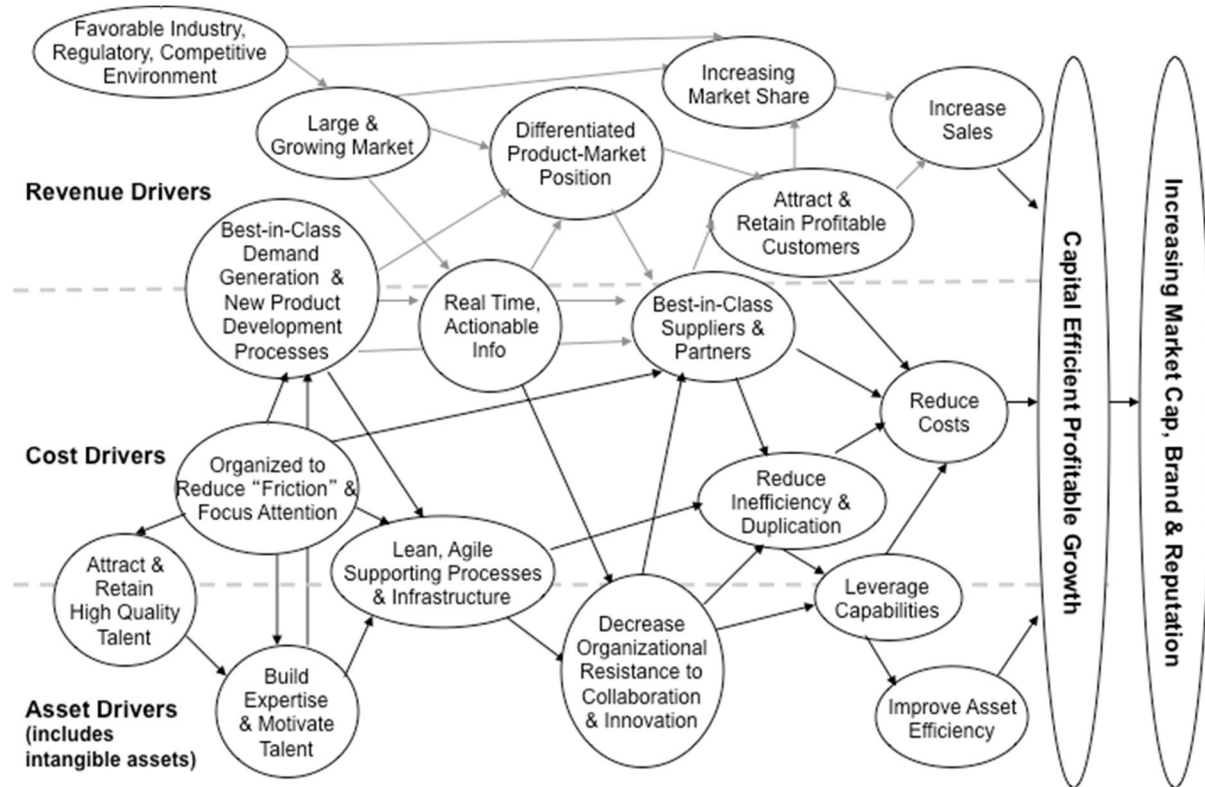 Favorable Industry,
Regulatory, Competitive
Environment
Increasing
Market Share
Increase
Sales
Large &
Growing Market
Differentiated
Product-Market
Position
Revenue Drivers
Attract &
Retain Profitable
Customers
Best-in-Class
Demand
Generation &
New Product
Development
Processes
Real Time,
Actionable
Info
Best-in-Class
Suppliers &
Partners
Reduce
Costs
Cost Drivers
Organized to
Reduce “Friction” &
Focus Attention
Reduce
Inefficiency &
Duplication
Attract &
Retain
High Quality
Talent
Lean, Agile
Supporting Processes
& Infrastructure
Leverage
Capabilities
Decrease
Organizational
Resistance to
Collaboration
& Innovation
Build
Expertise
& Motivate
Talent
Improve Asset
Efficiency
Asset Drivers
(includes
intangible assets)
Capital Efficient Profitable Growth
Increasing Market Cap, Brand & Reputation